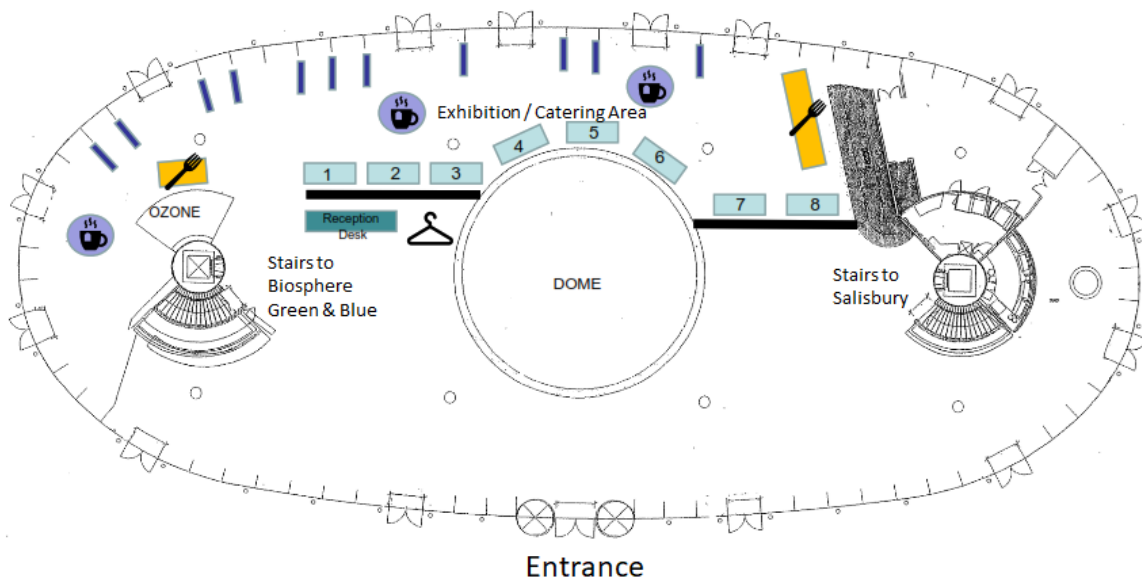 Exhibition / Catering Area
5
4
6
1
2
3
7
8
OZONE
Reception
Desk
Stairs to
Biosphere
Green & Blue
DOME
Stairs to
Salisbury
Entrance